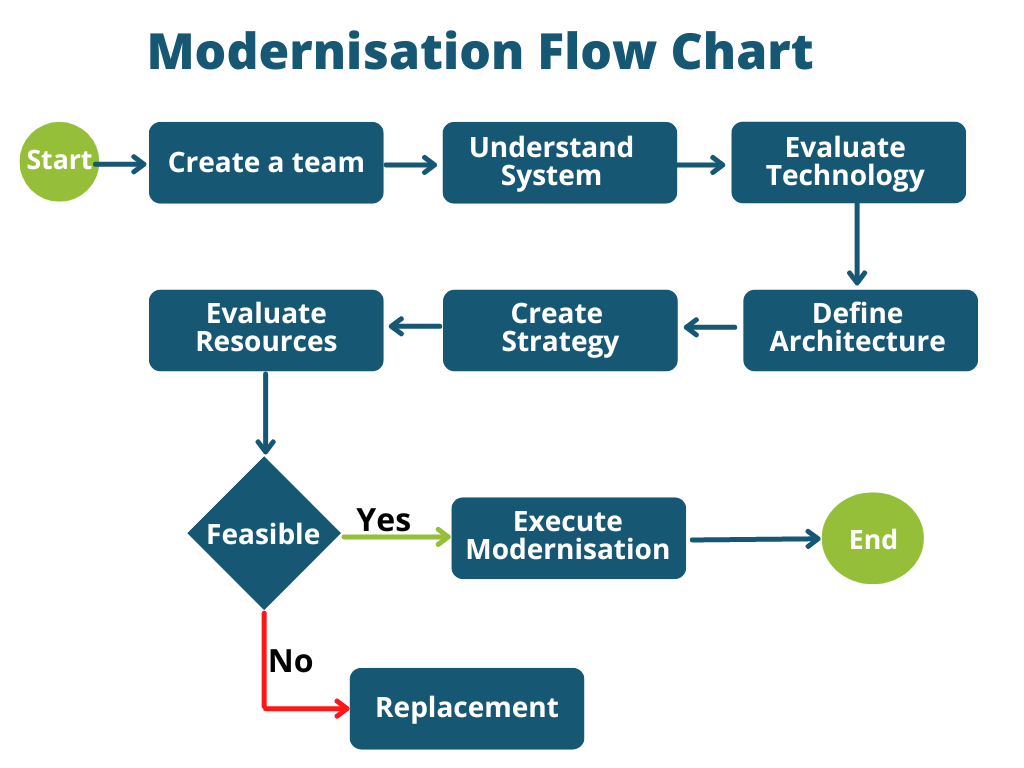 Modernisation Flow Chart
Start
Create a team
Understand
System
Evaluate
Technology
Define
Architecture
Create
Strategy
Evaluate
Resources
Feasible
Yes
Execute
Modernisation
End
No
Replacement